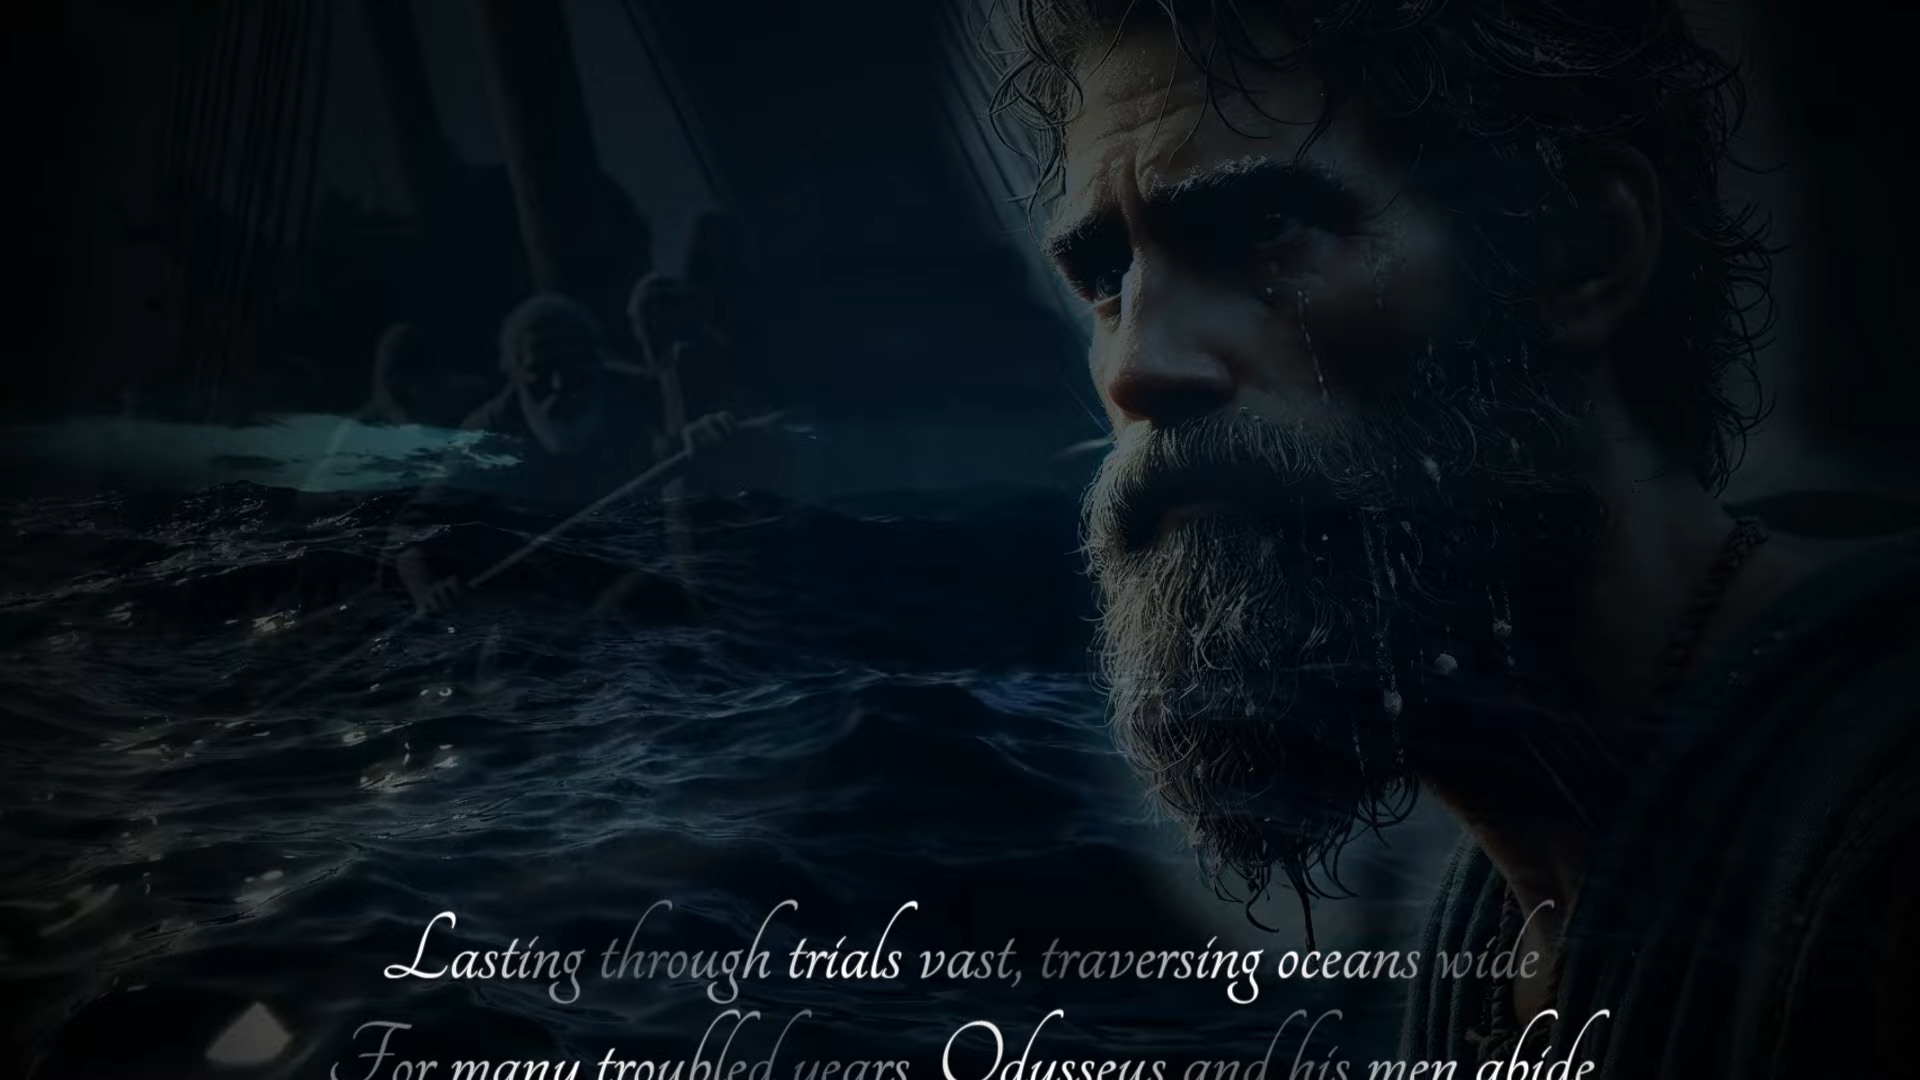 Lasting through trials vast, traversing oceans wide
For many troubled years, Odysseus and his men abide